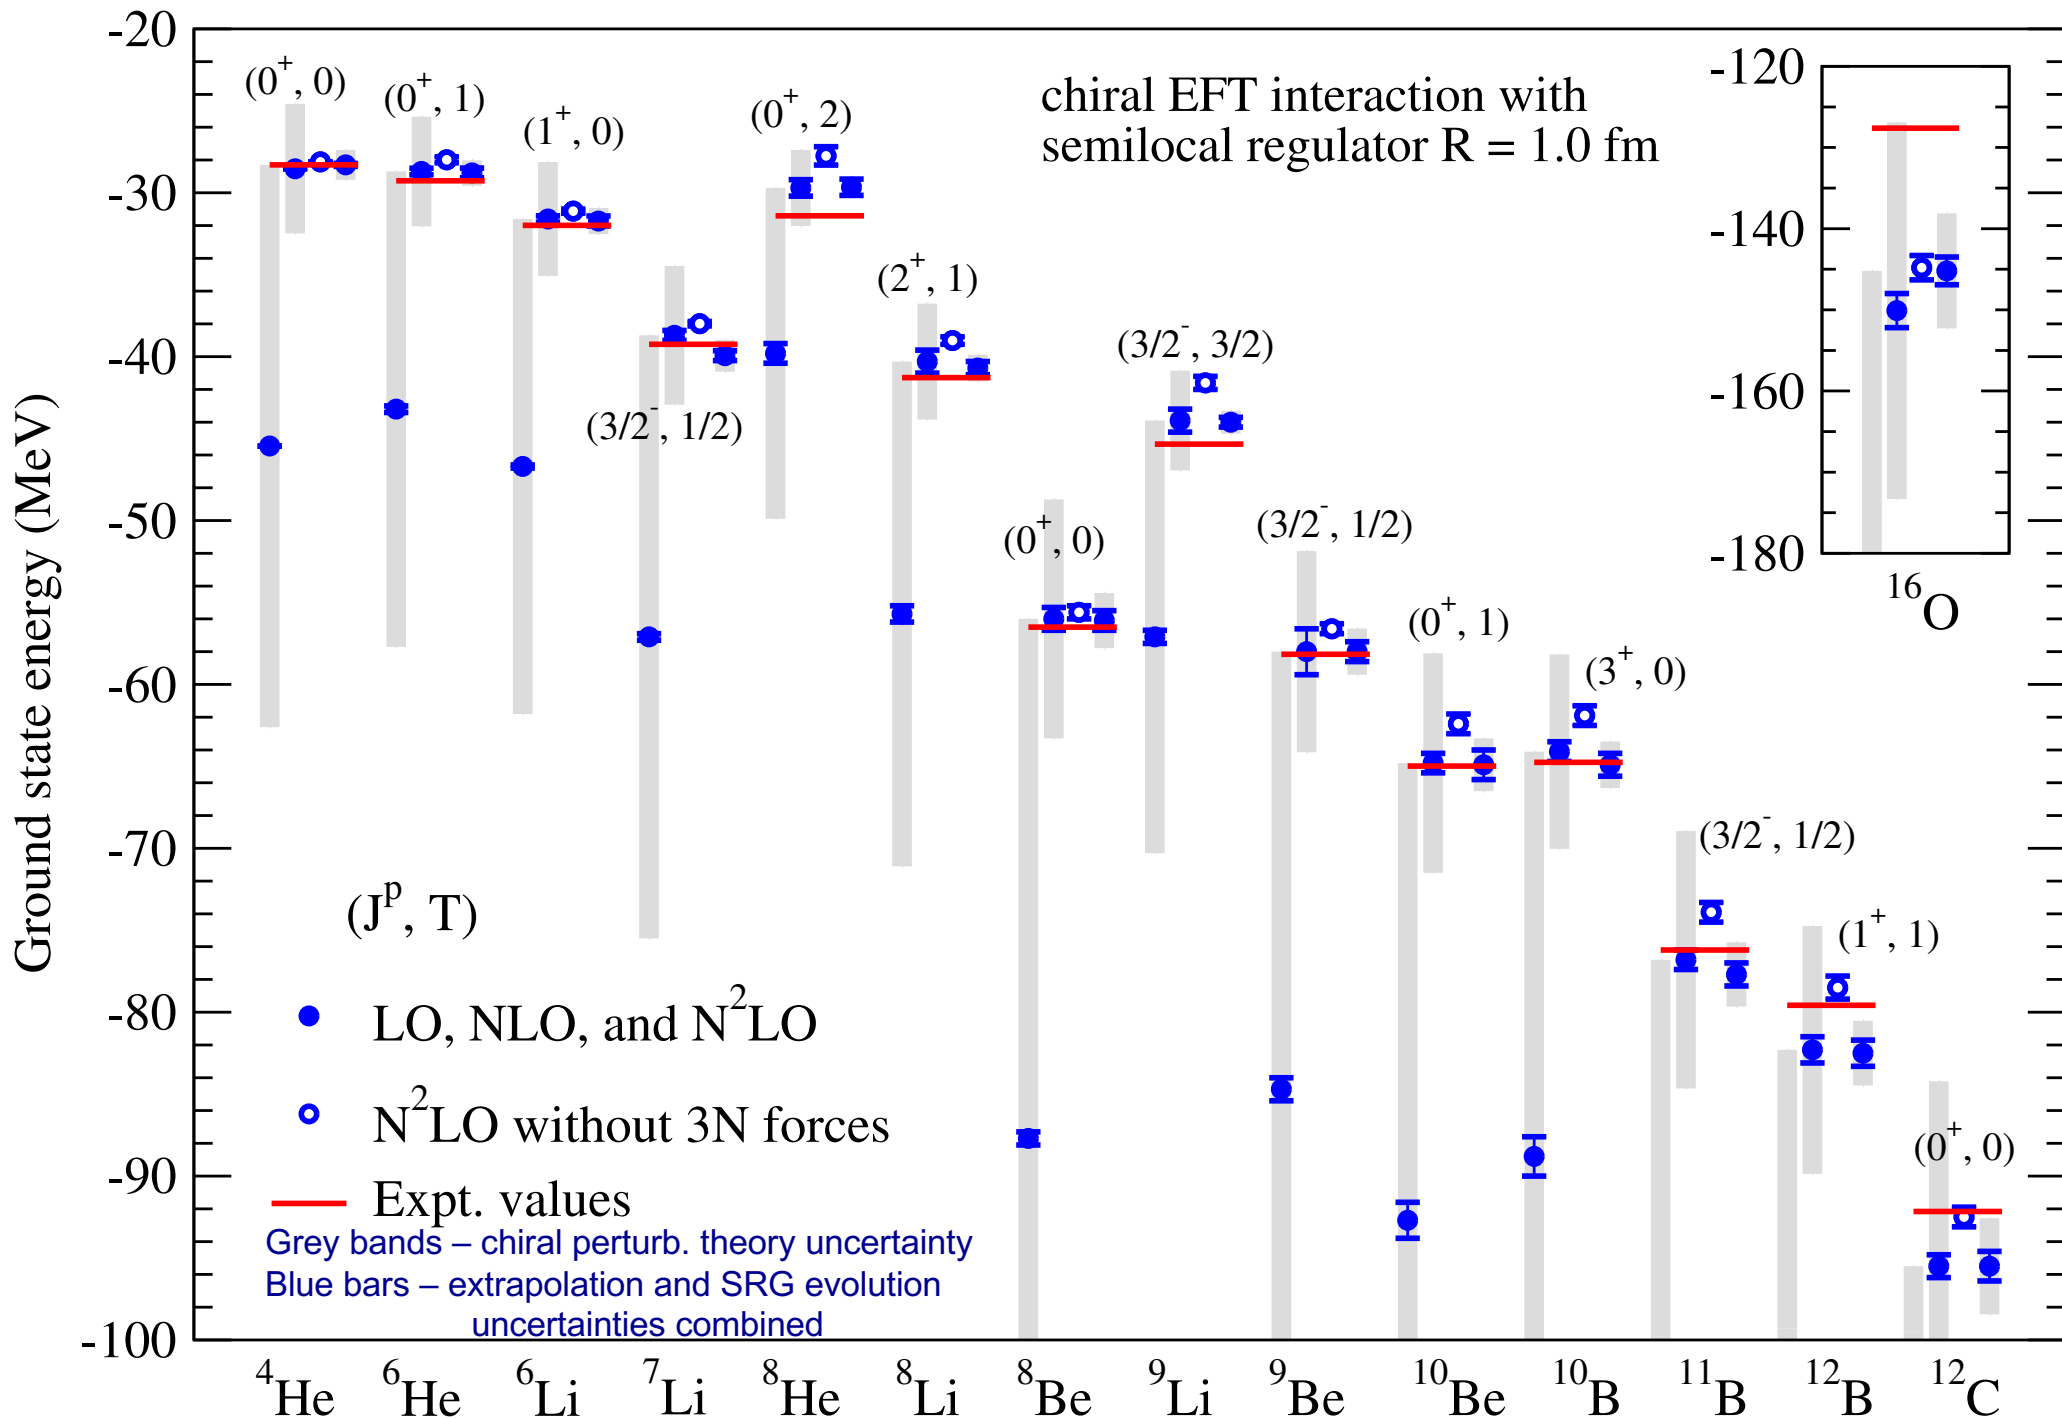 Ground state energy (MeV)
-20
-30
-40
-50
-60
-70
-80
-90
-100
(0⁺, 0)
(0⁺, 1)
(1⁺, 0)
(3/2⁻, 1/2)
(0⁺, 2)
(2⁺, 1)
(0⁺, 0)
(3/2⁻, 3/2)
(3/2⁻, 1/2)
(0⁺, 1)
(3⁺, 0)
(3/2⁻, 1/2)
(1⁺, 1)
(0⁺, 0)
chiral EFT interaction with
semilocal regulator R = 1.0 fm
-120
-140
-160
-180
¹⁶O
(Jᵖ, T)
LO, NLO, and N²LO
N²LO without 3N forces
Expt. values
Grey bands – chiral perturb. theory uncertainty
Blue bars – extrapolation and SRG evolution
uncertainties combined
⁴He ⁶He ⁶Li ⁷Li ⁸He ⁸Li ⁸Be ⁹Li ⁹Be ¹⁰Be ¹⁰B ¹¹B ¹²B ¹²C